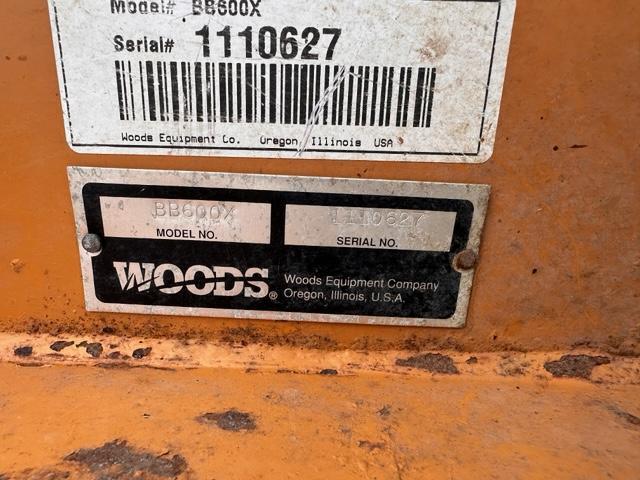 Model# BB600X
Serial# 1110627
Woods Equipment Co. Oregon, Illinois USA
BB600X 1110627
MODEL NO. SERIAL NO.
WOODS® Woods Equipment Company
Oregon, Illinois, U.S.A.